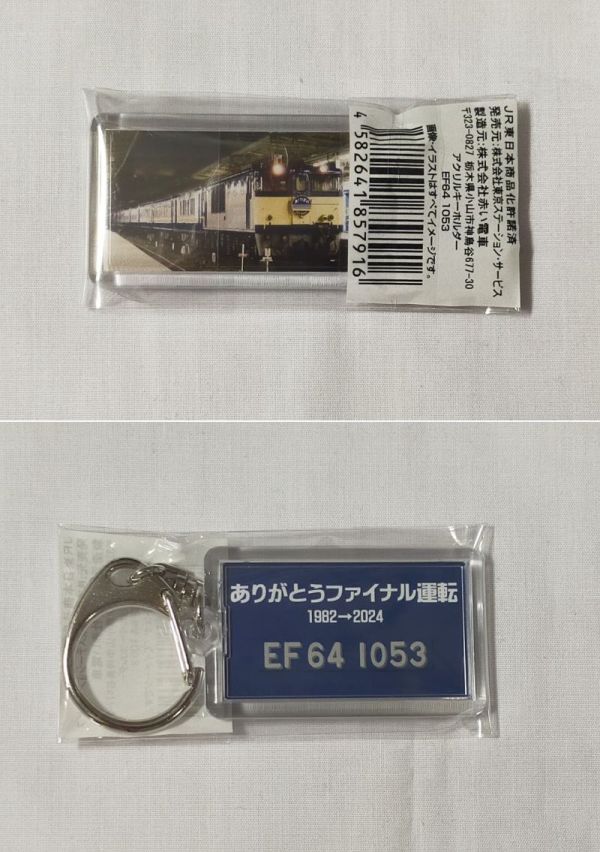 JR東日本商品化許諾済
発売元:株式会社東京ステーション・サービス
製造元:株式会社赤い電車
〒323-0827 栃木県小山市神鳥谷677-30
アクリルキーホルダー
EF64 1053
4 582641 857916
画像・イラストはすべてイメージです。
ありがとうファイナル運転
1982→2024
EF64 1053